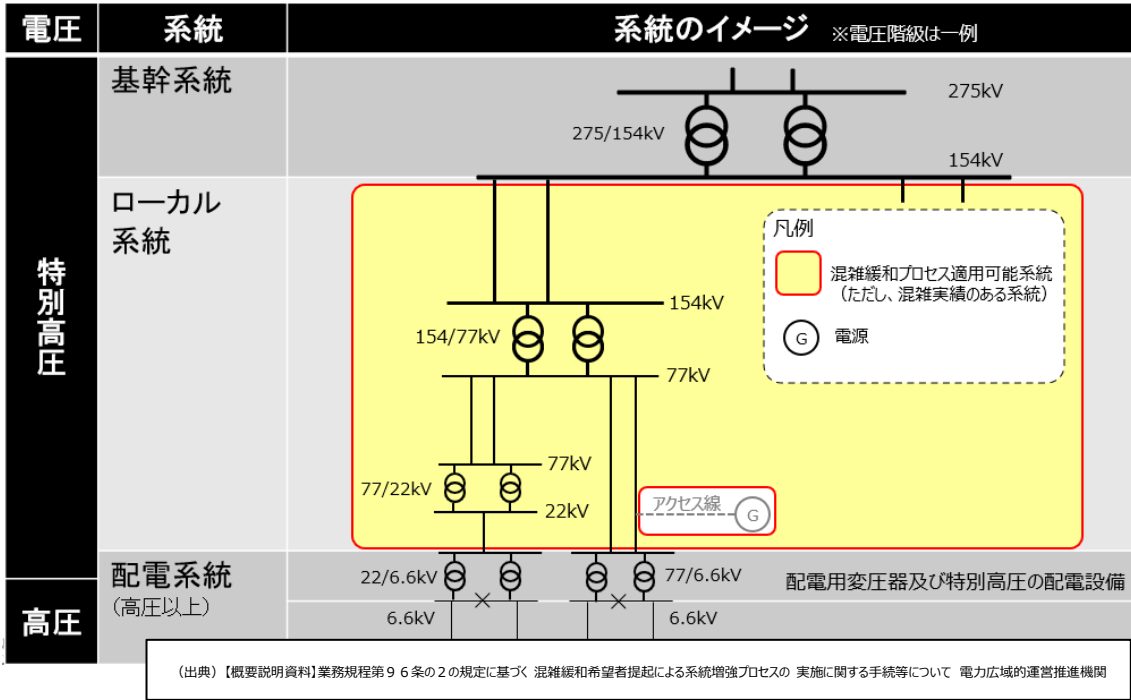 電圧
系統
系統のイメージ ※電圧階級は一例
特別高圧
基幹系統
275kV
275/154kV
154kV
ローカル
系統
凡例
混雑緩和プロセス適用可能系統
（ただし、混雑実績のある系統）
G 電源
154kV
154/77kV
77kV
77kV
77/22kV
22kV
アクセス線
G
配電系統
（高圧以上）
22/6.6kV
77/6.6kV
配電用変圧器及び特別高圧の配電設備
高圧
6.6kV
6.6kV
（出典）【概要説明資料】業務規程第９６条の２の規定に基づく 混雑緩和希望者提起による系統増強プロセスの 実施に関する手続等について 電力広域的運営推進機関